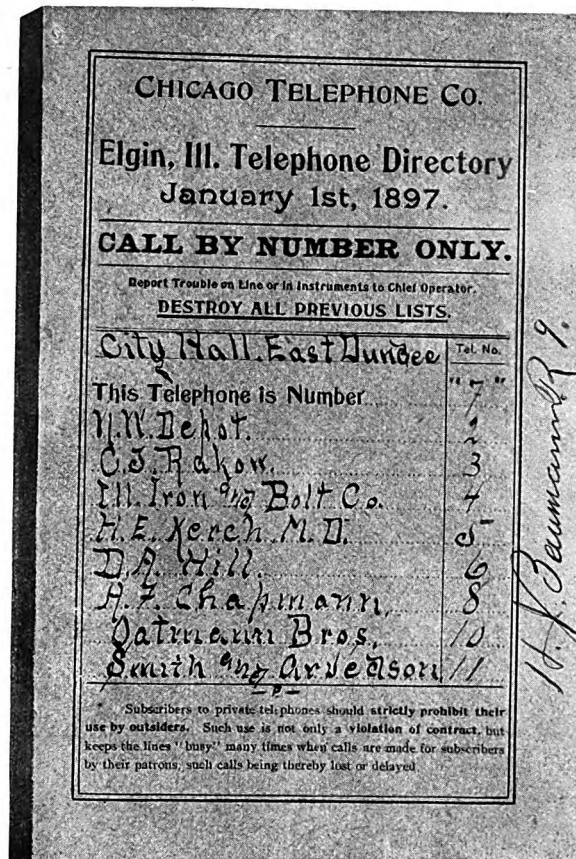 CHICAGO TELEPHONE CO.
Elgin, Ill. Telephone Directory
January 1st, 1897.
CALL BY NUMBER ONLY.
Report Trouble on Line or in Instruments to Chief Operator.
DESTROY ALL PREVIOUS LISTS.
City Hall. East Dundee Tel. No.
This Telephone is Number "7"
N.W. Depot. 2
C.F. Rakow. 3
Ill. Iron and Bolt Co. 4
H.E. Kerch M.D. 5
D.A. Hill. 6
A.F. Chapmann, 8
Oatmann Bros, 10
Smith and Arvedson 11
Subscribers to private telephones should strictly prohibit their
use by outsiders. Such use is not only a violation of contract, but
keeps the lines "busy" many times when calls are made for subscribers
by their patrons, such calls being thereby lost or delayed.
H.J. Baumann R 9.